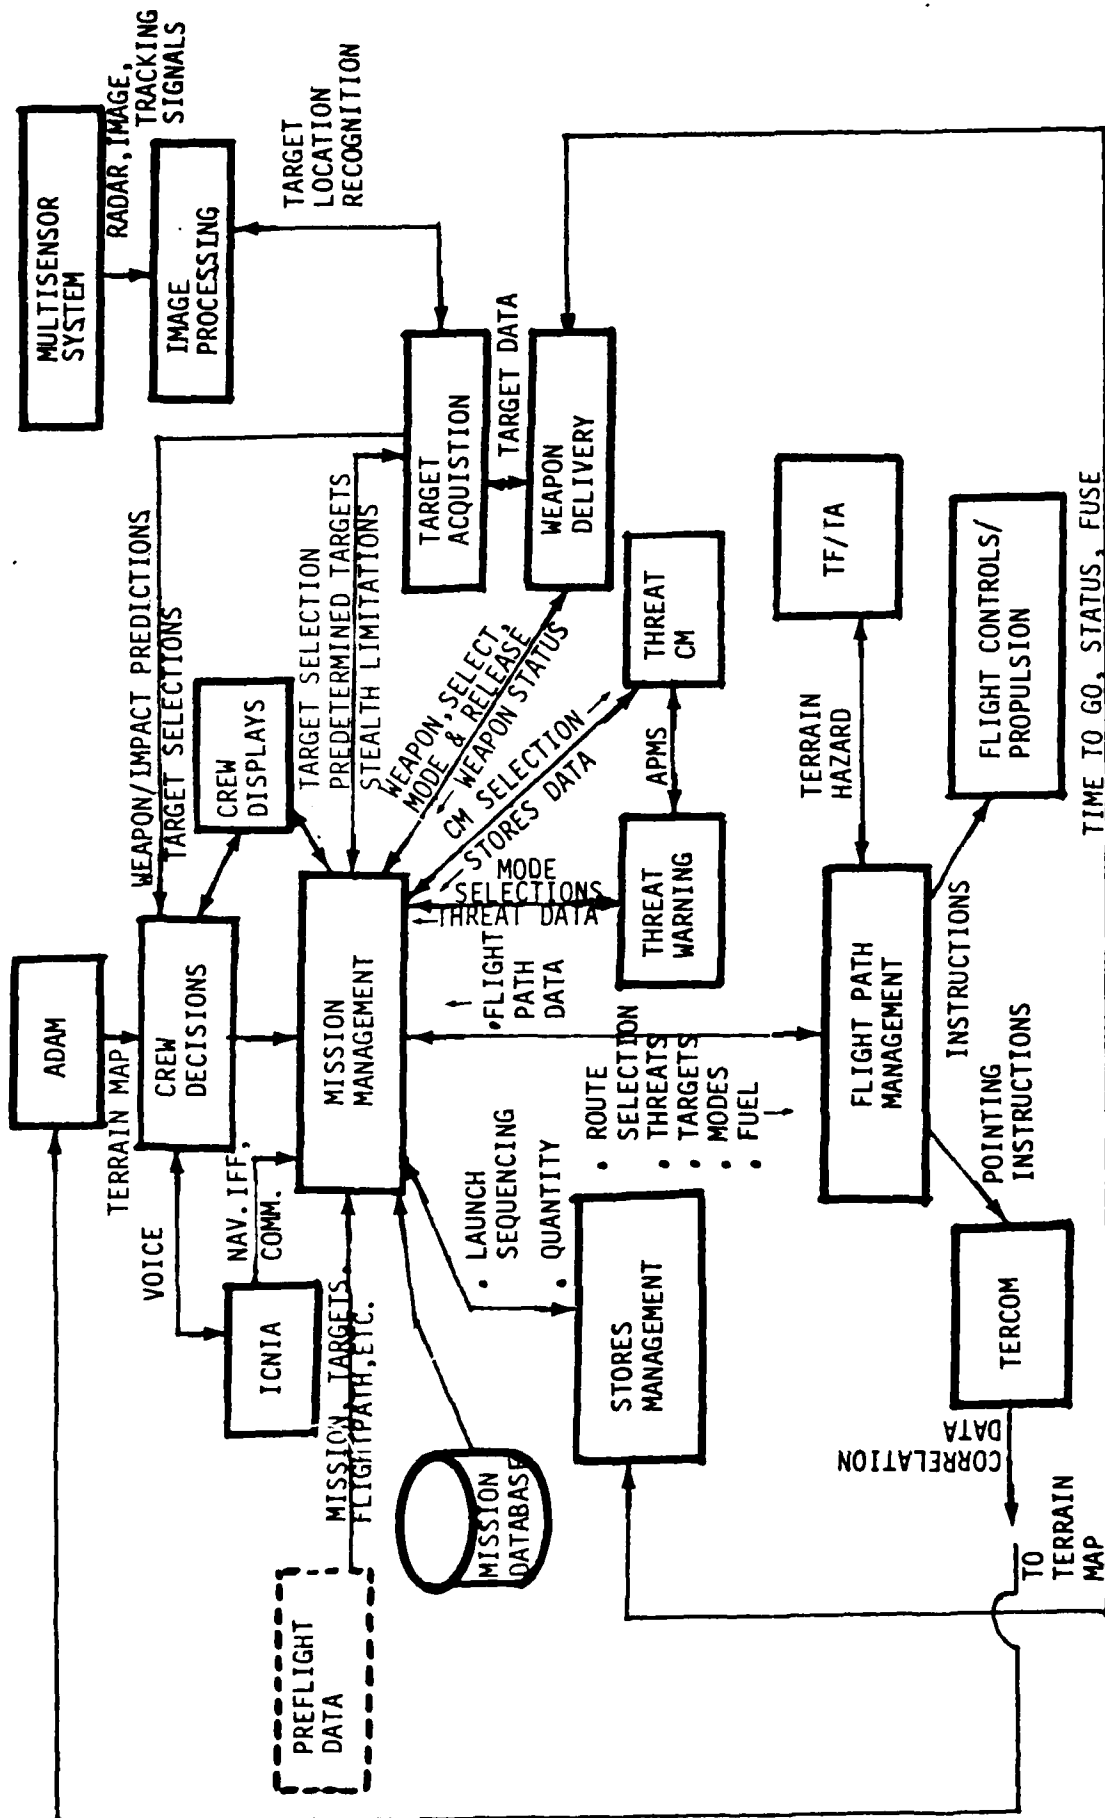 MULTISENSOR
SYSTEM
RADAR,IMAGE,
TRACKING
SIGNALS
IMAGE
PROCESSING
TARGET
LOCATION
RECOGNITION
WEAPON/IMPACT PREDICTIONS
TARGET SELECTIONS
TARGET
ACQUISTION
TARGET DATA
WEAPON
DELIVERY
TARGET SELECTION
PREDETERMINED TARGETS
STEALTH LIMITATIONS
ADAM
TERRAIN MAP
CREW
DECISIONS
CREW
DISPLAYS
VOICE
NAV.IFF,
COMM.
ICNIA
MISSION
MANAGEMENT
WEAPON,SELECT,
MODE & RELEASE
← WEAPON STATUS
CM SELECTION →
← STORES DATA
MODE
SELECTIONS
←THREAT DATA
THREAT
CM
APMS
THREAT
WARNING
PREFLIGHT
DATA
MISSION, TARGETS,
FLIGHTPATH,ETC.
MISSION
DATABASE
• LAUNCH
SEQUENCING
• QUANTITY
STORES
MANAGEMENT
•FLIGHT
PATH
DATA
• ROUTE
SELECTION
• THREATS
• TARGETS
• MODES
• FUEL
TERRAIN
HAZARD
TF/TA
FLIGHT PATH
MANAGEMENT
INSTRUCTIONS
FLIGHT CONTROLS/
PROPULSION
POINTING
INSTRUCTIONS
TERCOM
CORRELATION
DATA
TO
TERRAIN
MAP
TIME TO GO, STATUS, FUSE